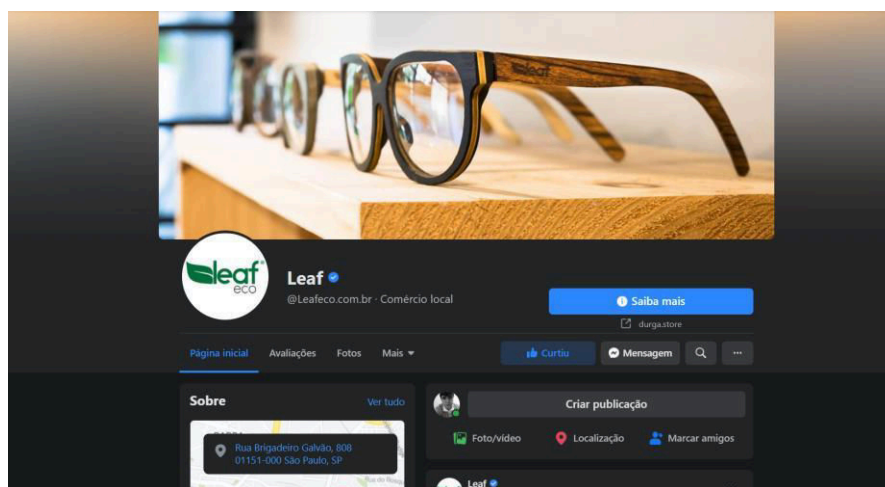 leaf
leaf
eco
Leaf
@Leafeco.com.br · Comércio local
Saiba mais
durga.store
Página inicial
Avaliações
Fotos
Mais
Curtiu
Mensagem
Sobre
Ver tudo
Criar publicação
Foto/vídeo
Localização
Marcar amigos
Rua Brigadeiro Galvão, 808
01151-000 São Paulo, SP
Leaf